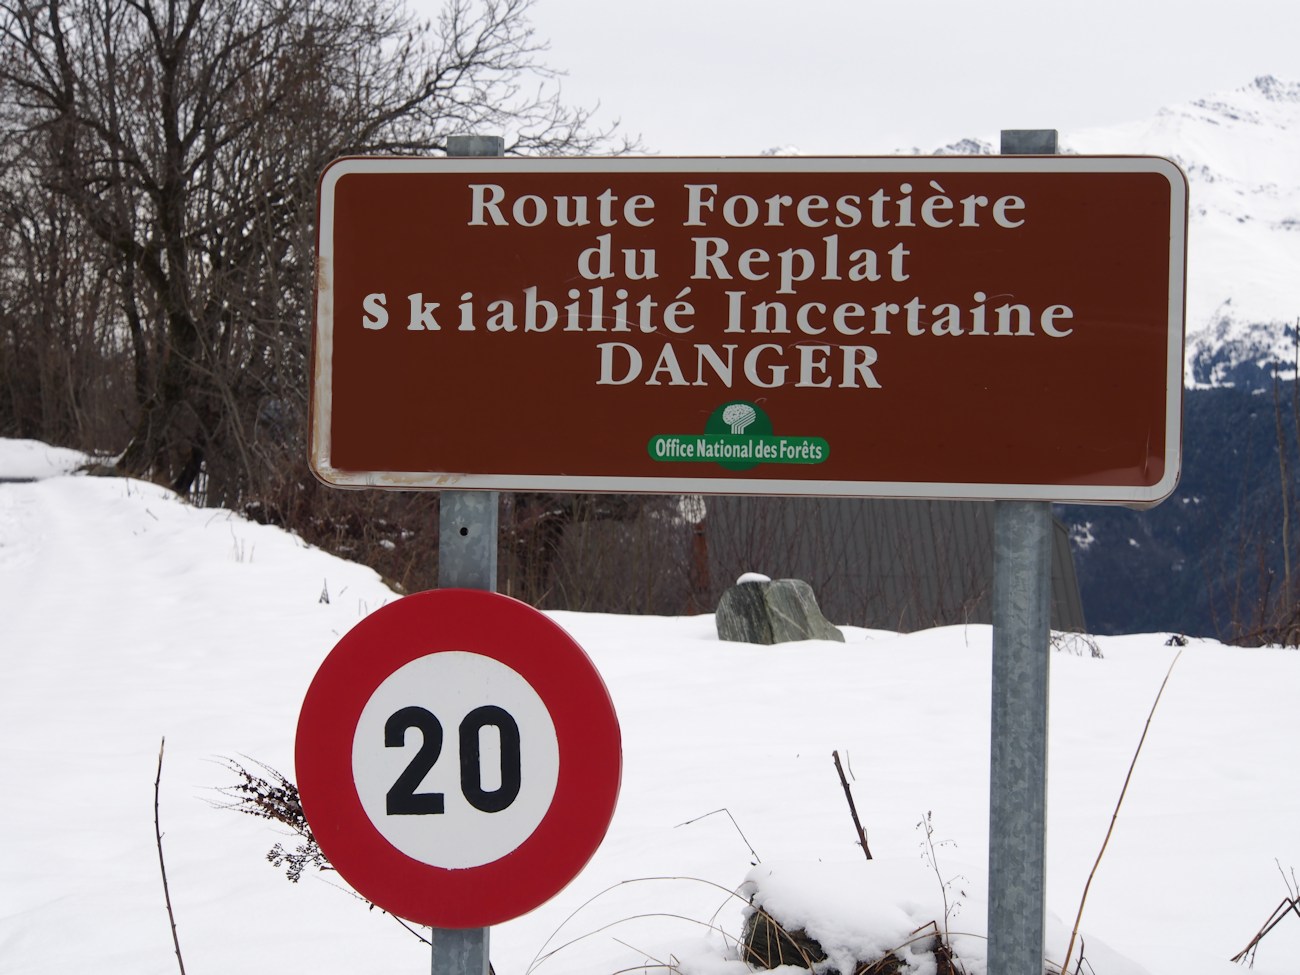 Route Forestière
du Replat
Skiabilité Incertaine
DANGER
Office National des Forêts
20